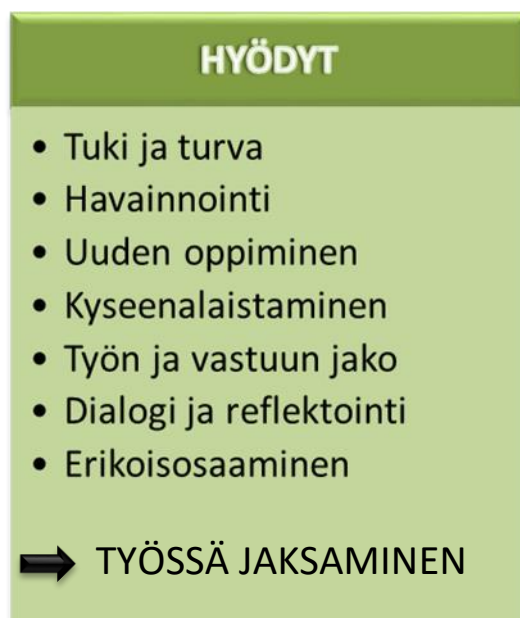 HYÖDYT
• Tuki ja turva
• Havainnointi
• Uuden oppiminen
• Kyseenalaistaminen
• Työn ja vastuun jako
• Dialogi ja reflektointi
• Erikoisosaaminen
TYÖSSÄ JAKSAMINEN